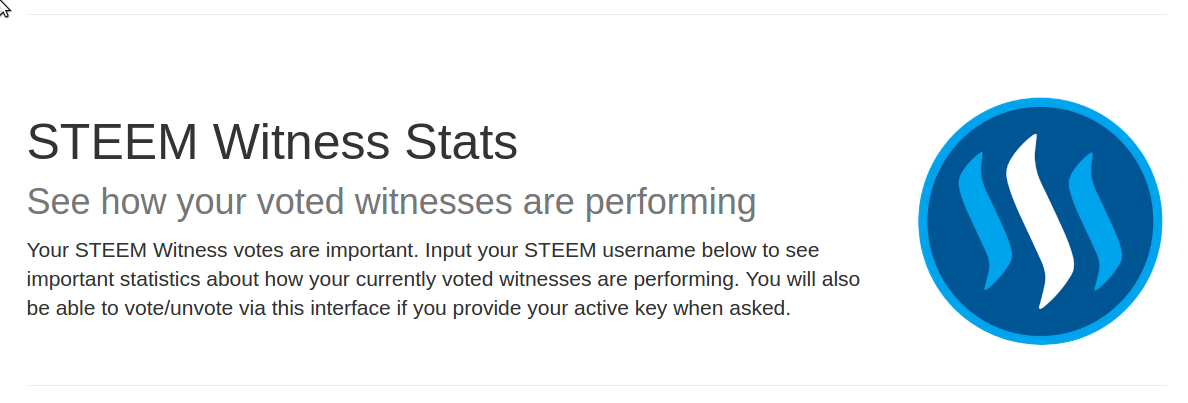 STEEM Witness Stats
See how your voted witnesses are performing
Your STEEM Witness votes are important. Input your STEEM username below to see
important statistics about how your currently voted witnesses are performing. You will also
be able to vote/unvote via this interface if you provide your active key when asked.